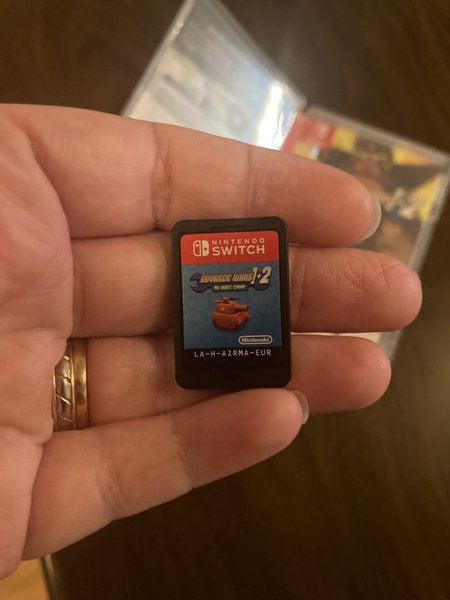 NINTENDO
SWITCH
ADVANCE WARS 1+2
RE-BOOT CAMP
Nintendo
LA-H-AZRMA-EUR